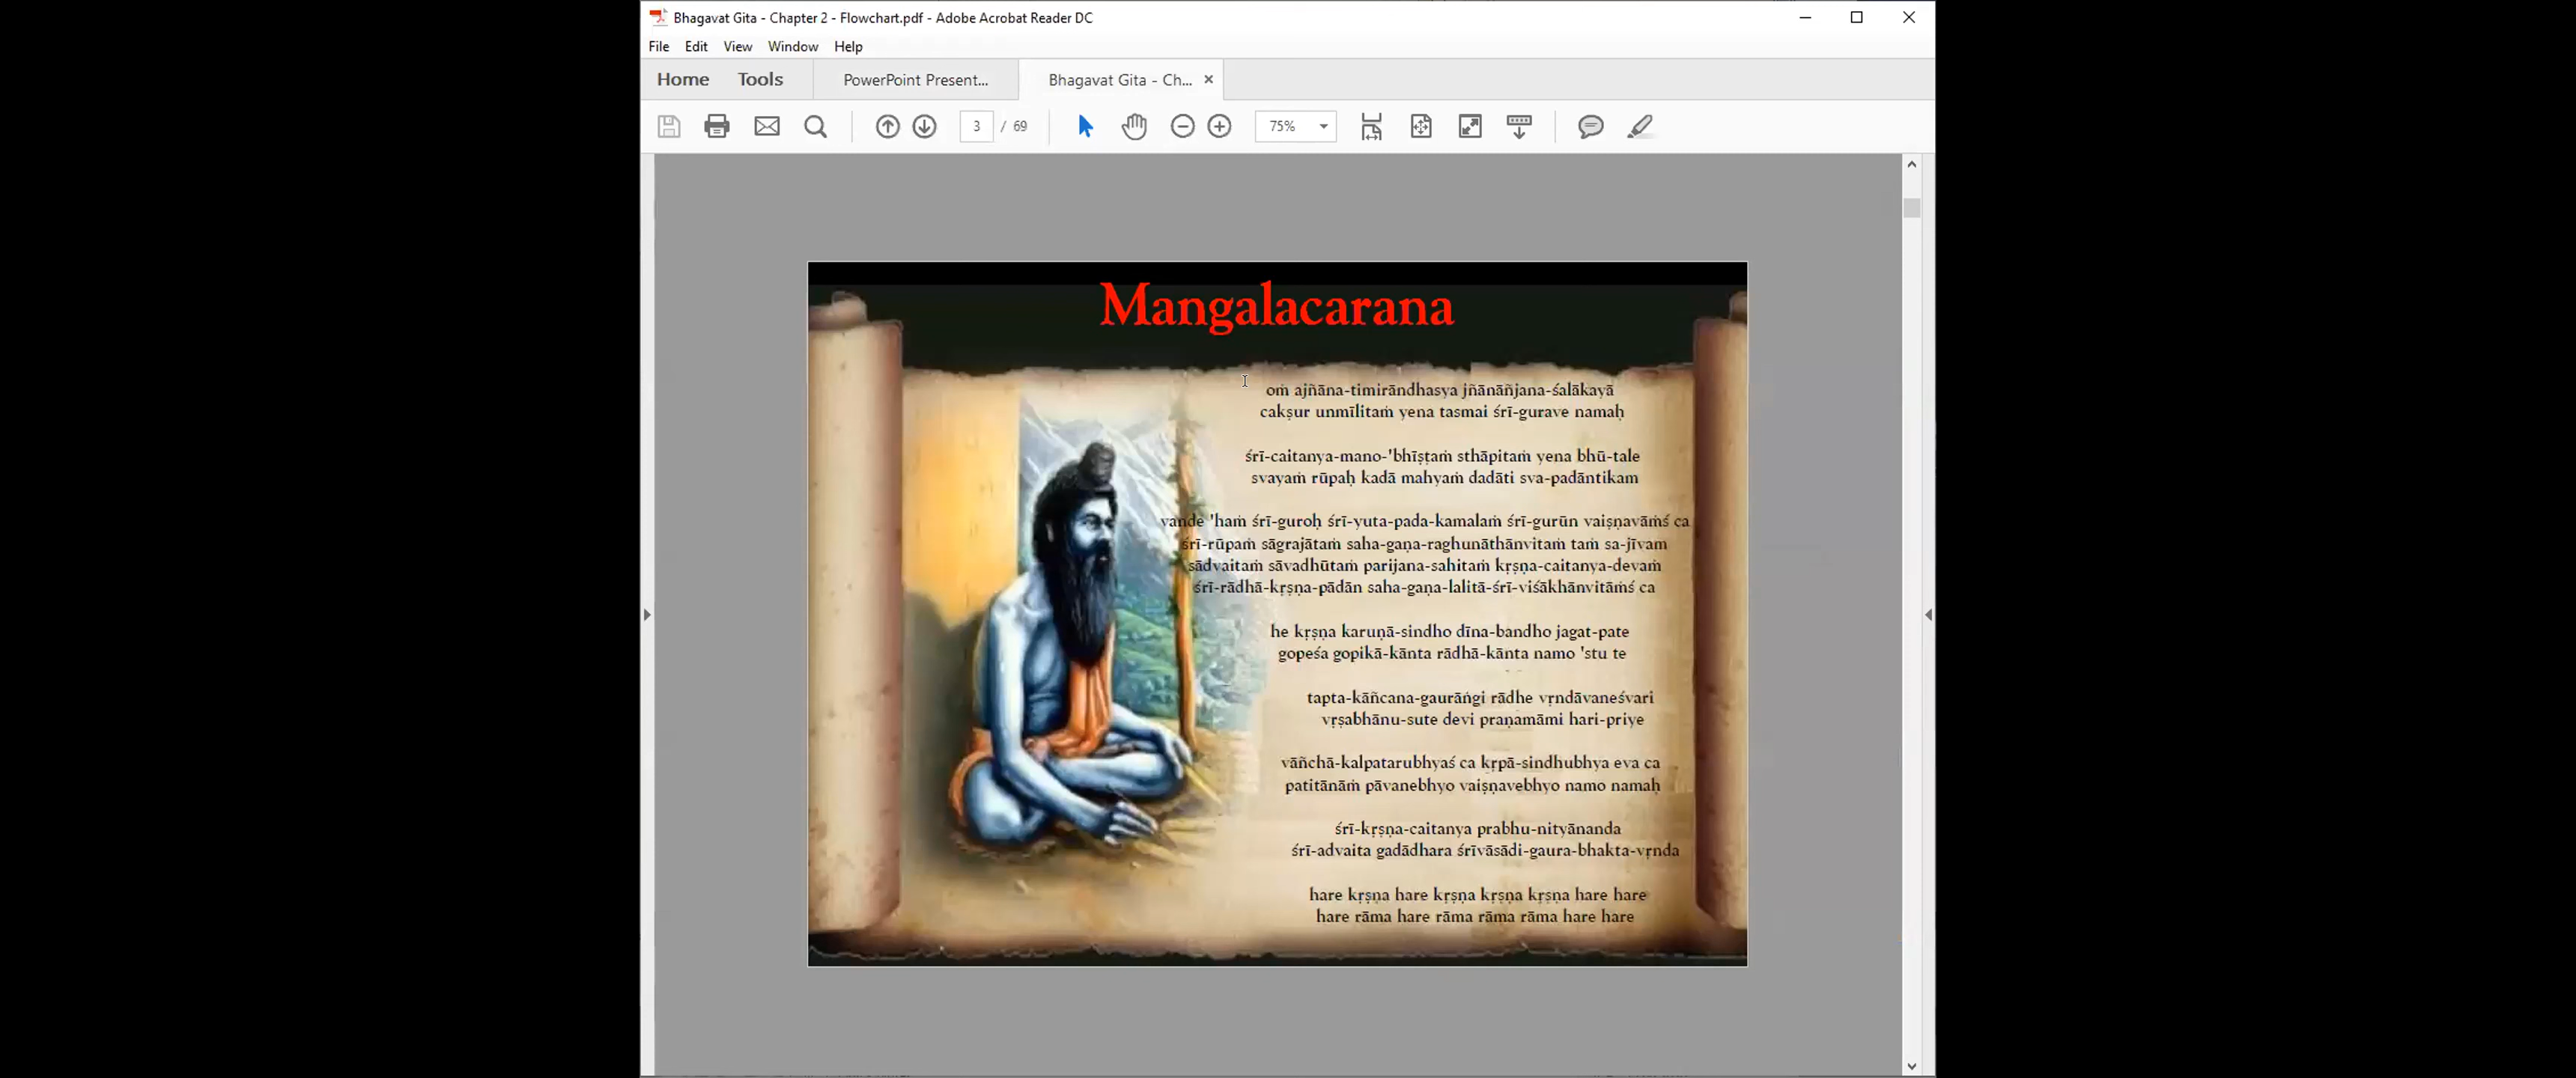 Bhagavat Gita - Chapter 2 - Flowchart.pdf - Adobe Acrobat Reader DC
File Edit View Window Help
Home Tools PowerPoint Present... Bhagavat Gita - Ch... ×
3 / 69 75%
Mangalacarana
oṁ ajñāna-timirāndhasya jñānāñjana-śalākayā
cakṣur unmīlitaṁ yena tasmai śrī-gurave namaḥ
śrī-caitanya-mano-'bhīṣṭaṁ sthāpitaṁ yena bhū-tale
svayaṁ rūpaḥ kadā mahyaṁ dadāti sva-padāntikam
vande 'haṁ śrī-guroḥ śrī-yuta-pada-kamalaṁ śrī-gurūn vaiṣṇavāṁś ca
śrī-rūpaṁ sāgrajātaṁ saha-gaṇa-raghunāthānvitaṁ taṁ sa-jīvam
sādvaitaṁ sāvadhūtaṁ parijana-sahitaṁ kṛṣṇa-caitanya-devaṁ
śrī-rādhā-kṛṣṇa-pādān saha-gaṇa-lalitā-śrī-viśākhānvitāṁś ca
he kṛṣṇa karuṇā-sindho dīna-bandho jagat-pate
gopeśa gopikā-kānta rādhā-kānta namo 'stu te
tapta-kāñcana-gaurāṅgi rādhe vṛndāvaneśvari
vṛṣabhānu-sute devi praṇamāmi hari-priye
vāñchā-kalpatarubhyaś ca kṛpā-sindhubhya eva ca
patitānāṁ pāvanebhyo vaiṣṇavebhyo namo namaḥ
śrī-kṛṣṇa-caitanya prabhu-nityānanda
śrī-advaita gadādhara śrīvāsādi-gaura-bhakta-vṛnda
hare kṛṣṇa hare kṛṣṇa kṛṣṇa kṛṣṇa hare hare
hare rāma hare rāma rāma rāma hare hare